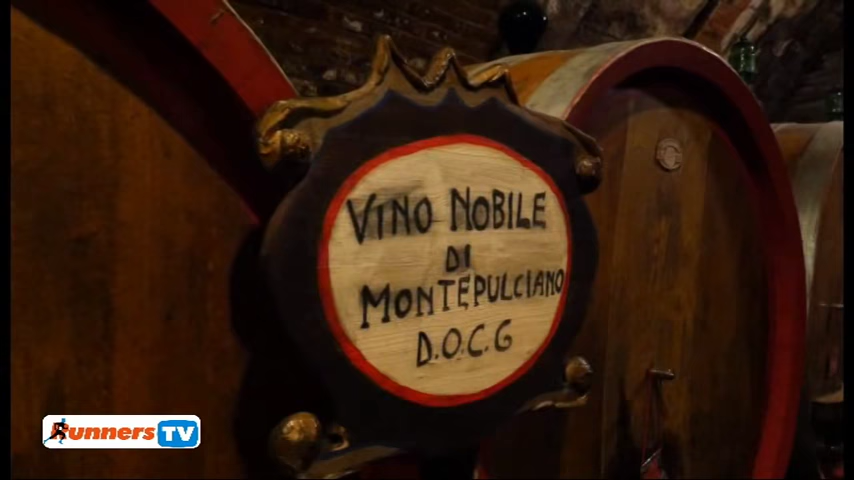 VINO NOBILE
DI
MONTEPULCIANO
D.O.C.G
Runners TV